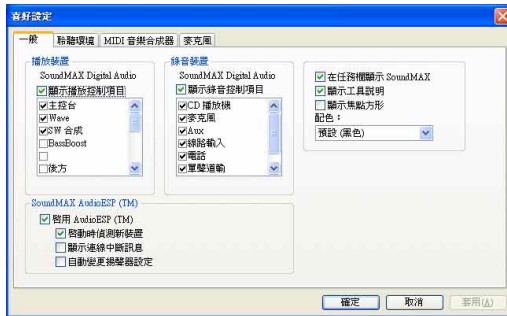 喜好設定
一般
聆聽環境
MIDI 音樂合成器
麥克風
播放裝置
SoundMAX Digital Audio
顯示播放控制項目
主控台
Wave
SW 合成
BassBoost
後方
錄音裝置
SoundMAX Digital Audio
顯示錄音控制項目
CD 播放機
麥克風
Aux
線路輸入
電話
單聲道輸
在任務欄顯示 SoundMAX
顯示工具說明
顯示焦點方形
配色：
預設 (黑色)
SoundMAX AudioESP (TM)
啓用 AudioESP (TM)
啓動時偵測新裝置
顯示連線中斷訊息
自動變更揚聲器設定
確定
取消
套用(A)